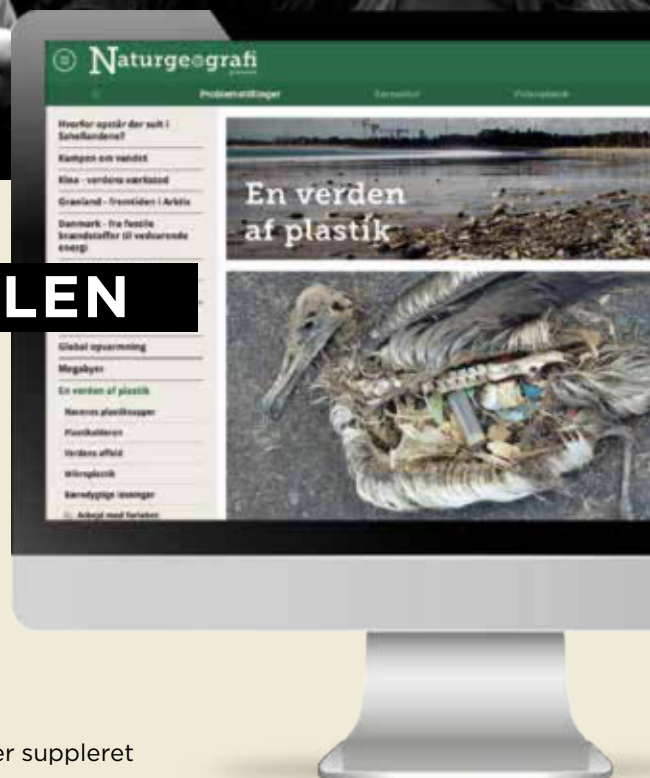 Naturgeografi
Problemstillinger
Hvorfor opstår der sult i
Sahellandene?
Kampen om vandet
Kina - verdens værksted
Grønland - fremtiden i Arktis
Danmark - fra fossile
brændstoffer til vedvarende
energi
LEN
Global opvarmning
Megabyer
En verden af plastik
Havenes plastiksupper
Plastikalderen
Verdens affald
Mikroplastik
Bæredygtige løsninger
Arbejd med forløbet
En verden
af plastik
er suppleret